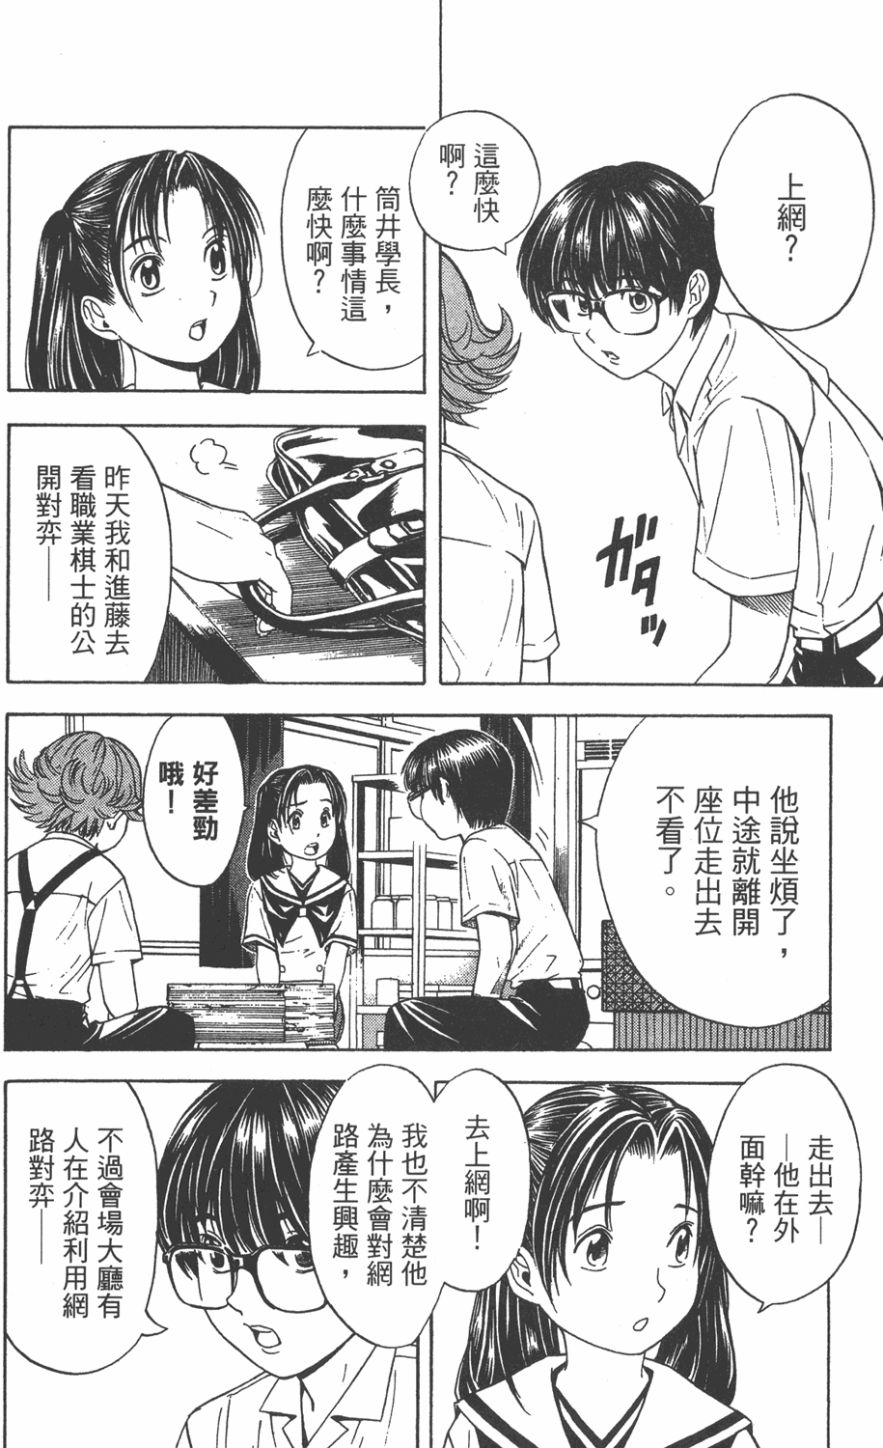 上網？
這麼快
啊？
ガタッ
筒井學長，
什麼事情這
麼快啊？
昨天我和進藤去
看職業棋士的公
開對弈──
他說坐煩了，
中途就離開
座位走出去
不看了。
好差勁
哦！
走出去─
─他在外
面幹嘛？
去上網啊！
我也不清楚他
為什麼會對網
路產生興趣，
不過會場大廳有
人在介紹利用網
路對弈──